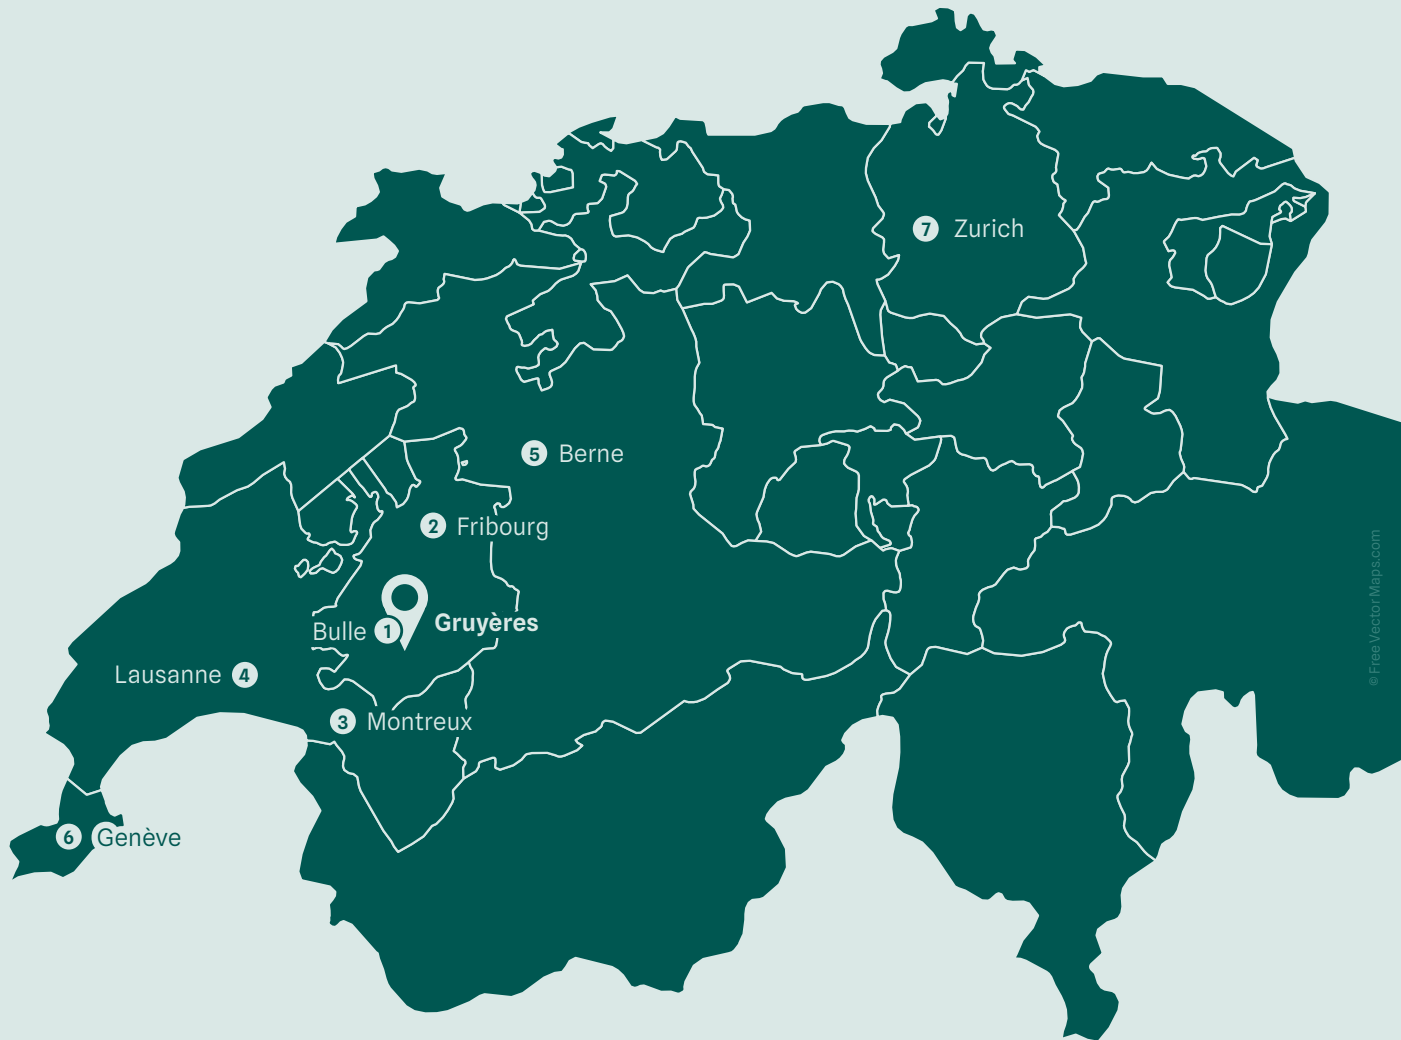 7 Zurich
5 Berne
2 Fribourg
Bulle 1 Gruyères
Lausanne 4
3 Montreux
6 Genève
© Free Vector Maps.com